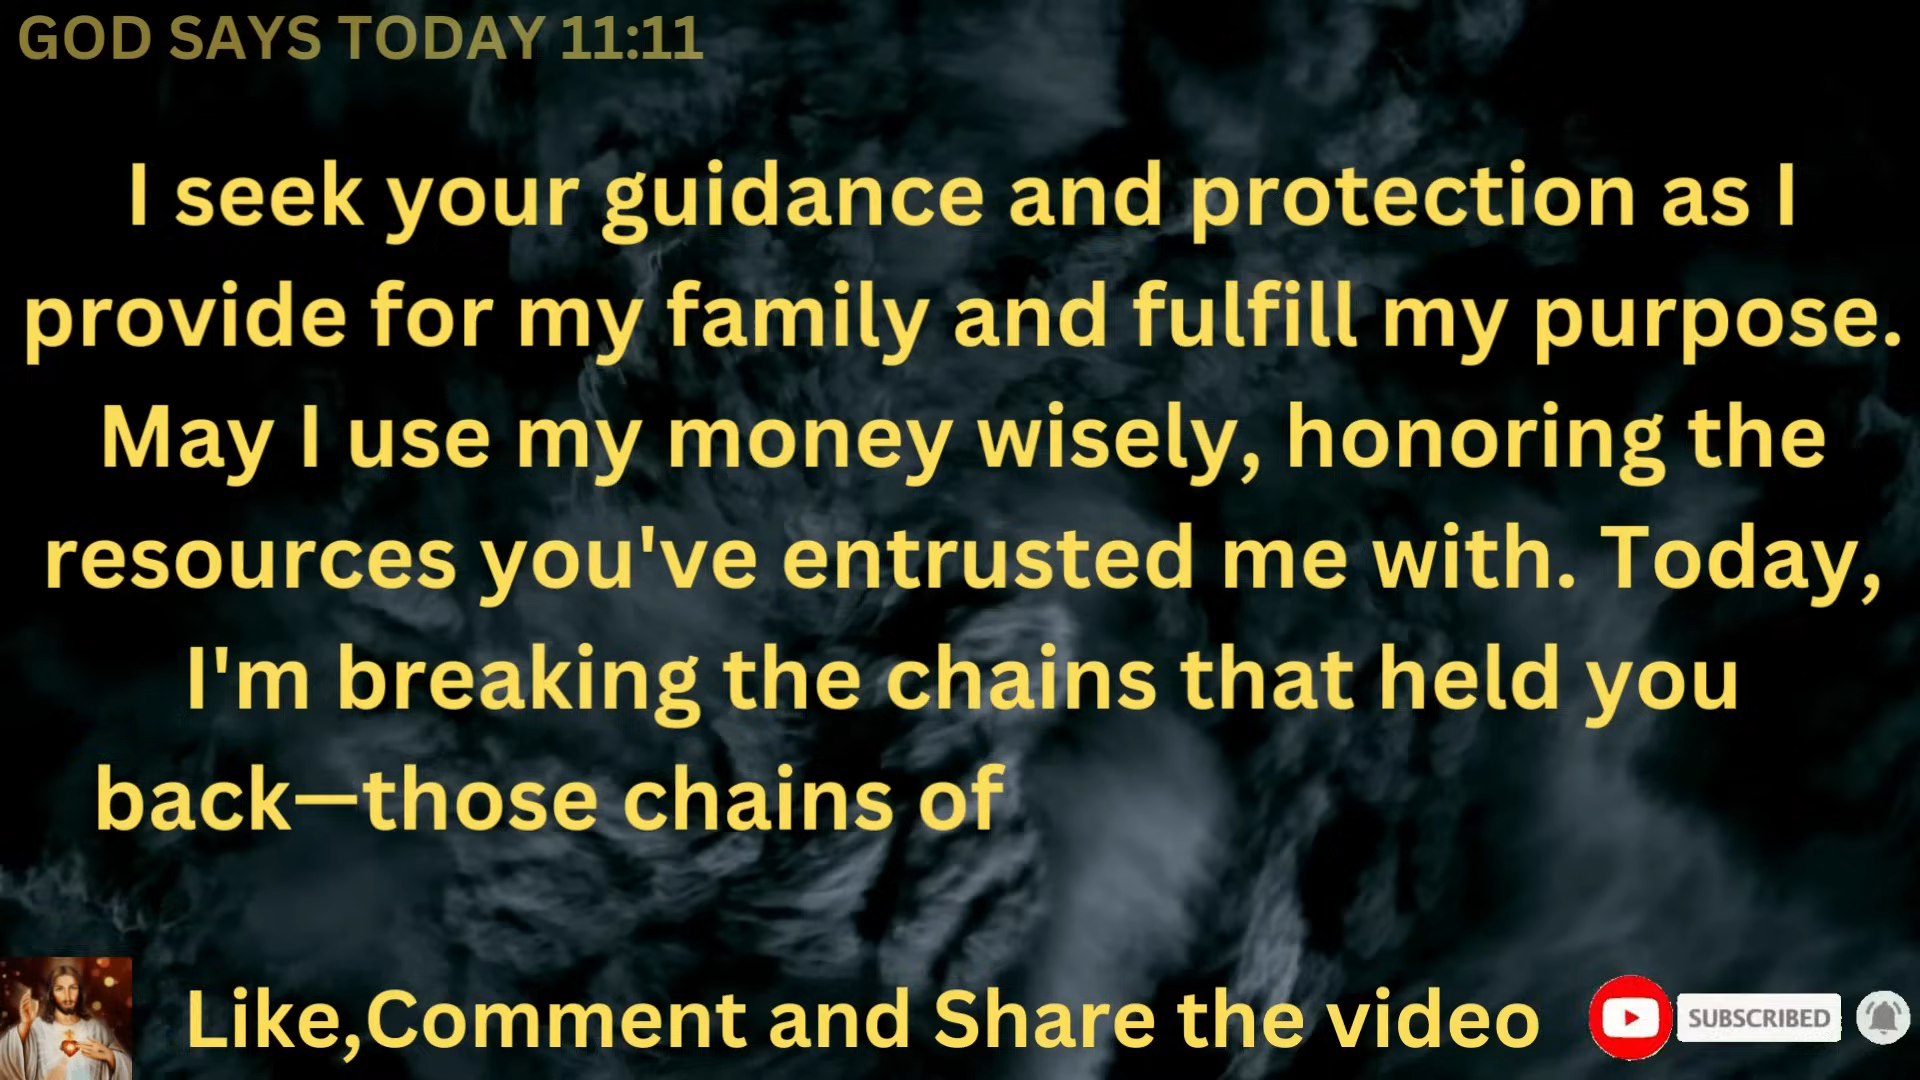 GOD SAYS TODAY 11:11
I seek your guidance and protection as I
provide for my family and fulfill my purpose.
May I use my money wisely, honoring the
resources you've entrusted me with. Today,
I'm breaking the chains that held you
back—those chains of
Like,Comment and Share the video
SUBSCRIBED